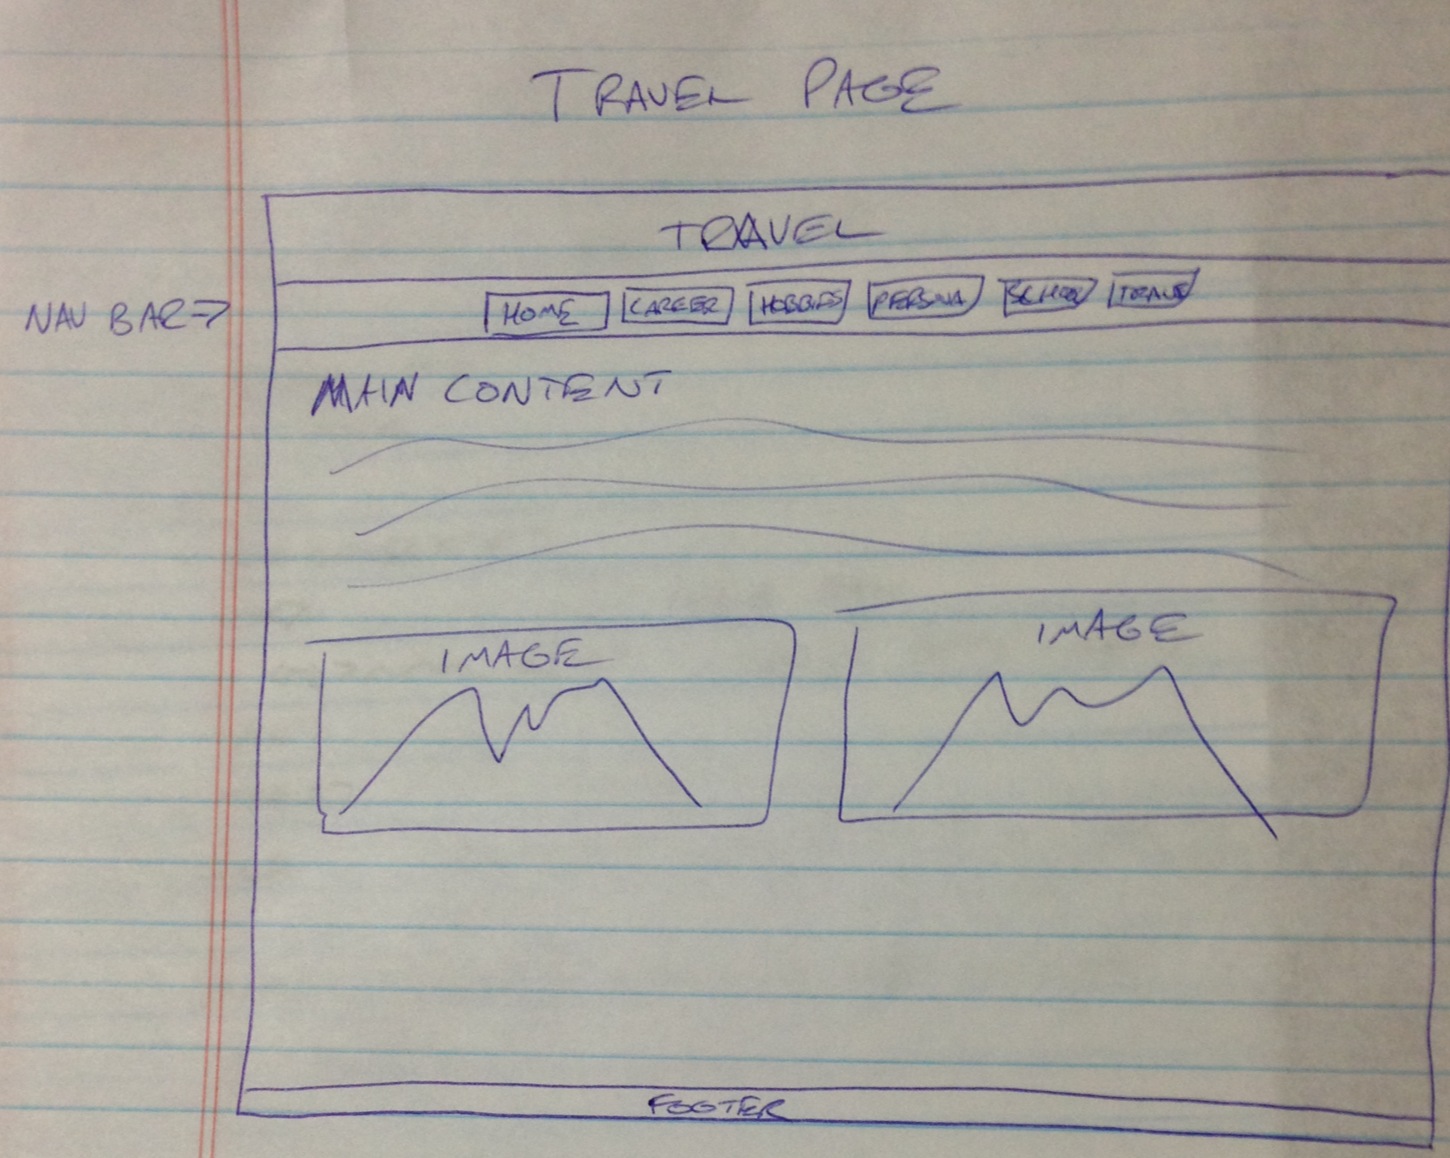 TRAVEL PAGE
TRAVEL
NAV BAR → HOME CAREER HOBBIES PERSONA SCHOOL TRAVEL
MAIN CONTENT
IMAGE IMAGE
FOOTER